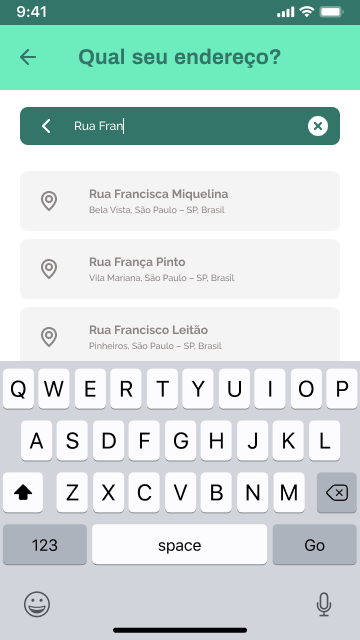 9:41
Qual seu endereço?
Rua Fran
Rua Francisca Miquelina
Bela Vista, São Paulo – SP, Brasil
Rua França Pinto
Vila Mariana, São Paulo – SP, Brasil
Rua Francisco Leitão
Pinheiros, São Paulo – SP, Brasil
Q W E R T Y U I O P
A S D F G H J K L
Z X C V B N M
123 space Go